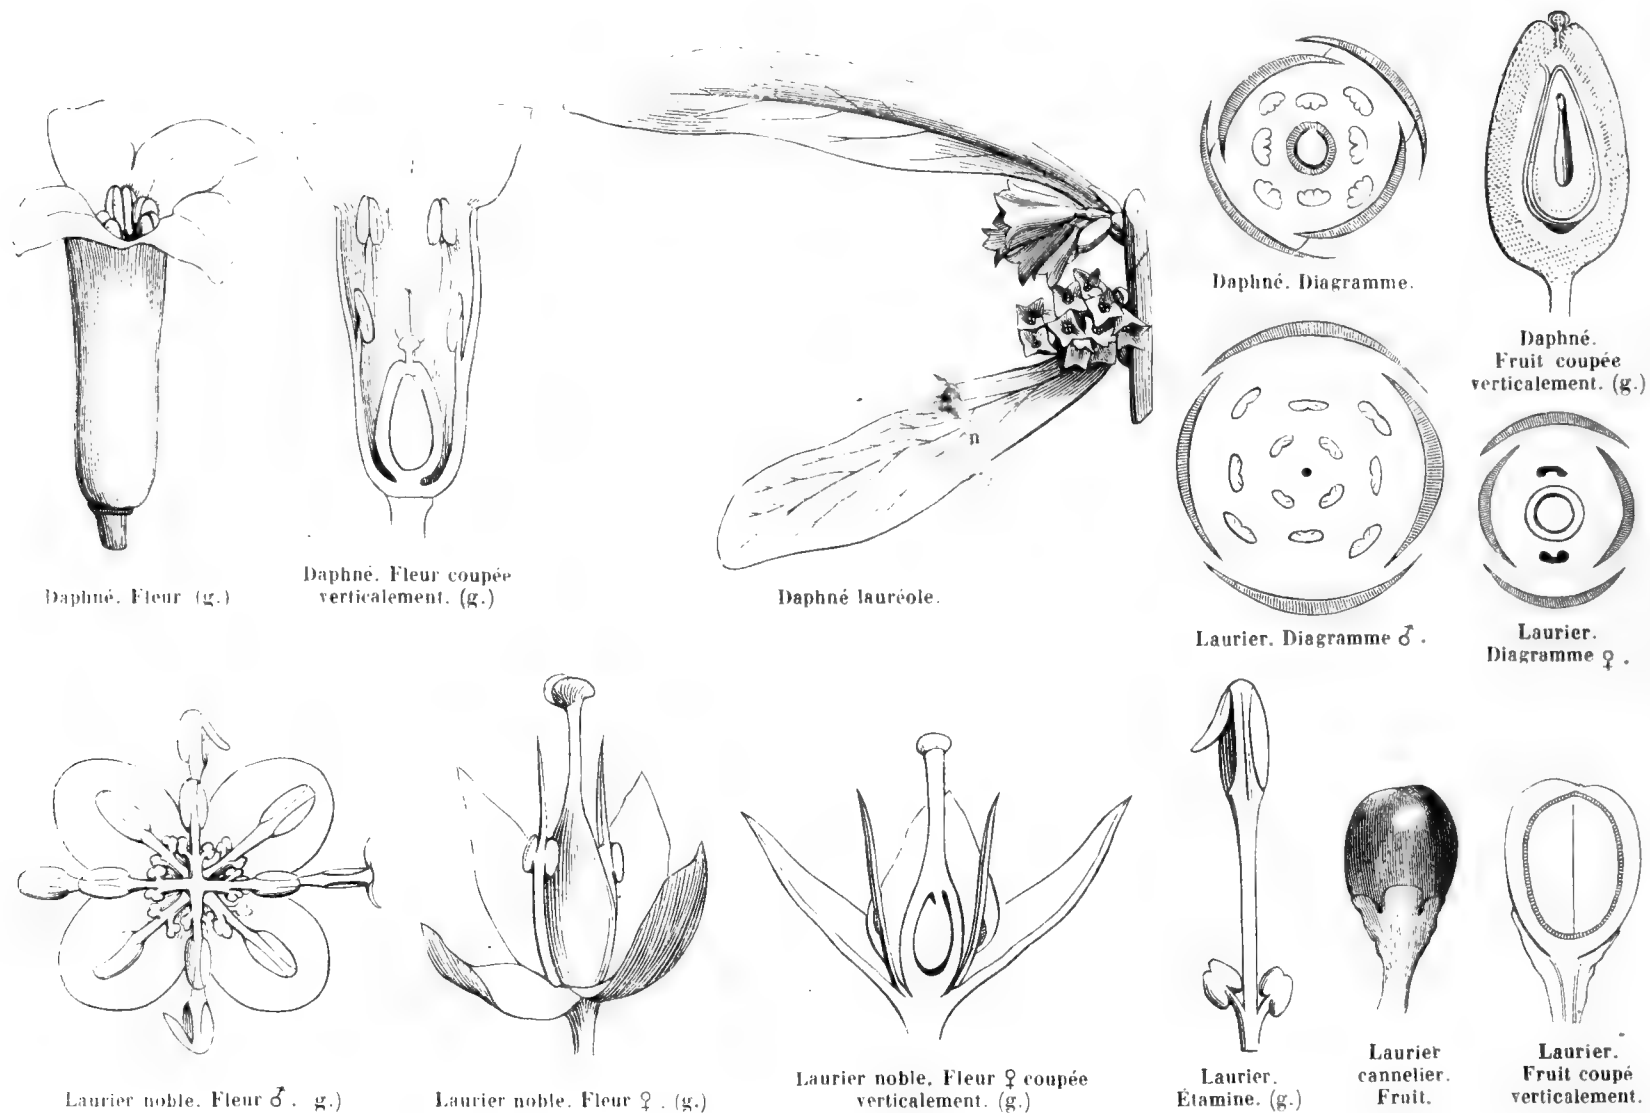 Daphné. Diagramme.
Daphné.
Fruit coupée
verticalement. (g.)
n
Daphné. Fleur (g.)
Daphné. Fleur coupée
verticalement. (g.)
Daphné lauréole.
Laurier. Diagramme ♂.
Laurier.
Diagramme ♀.
Laurier noble. Fleur ♂. g.)
Laurier noble. Fleur ♀. (g.)
Laurier noble. Fleur ♀ coupée
verticalement. (g.)
Laurier.
Étamine. (g.)
Laurier
cannelier.
Fruit.
Laurier.
Fruit coupé
verticalement.